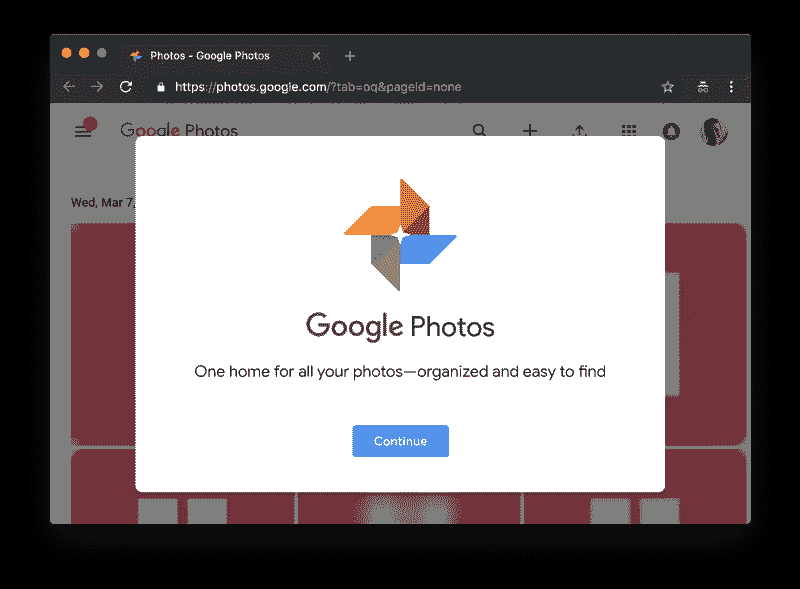 Photos - Google Photos
https://photos.google.com/?tab=oq&pageId=none
Google Photos
Wed, Mar 7,
Google Photos
One home for all your photos—organized and easy to find
Continue